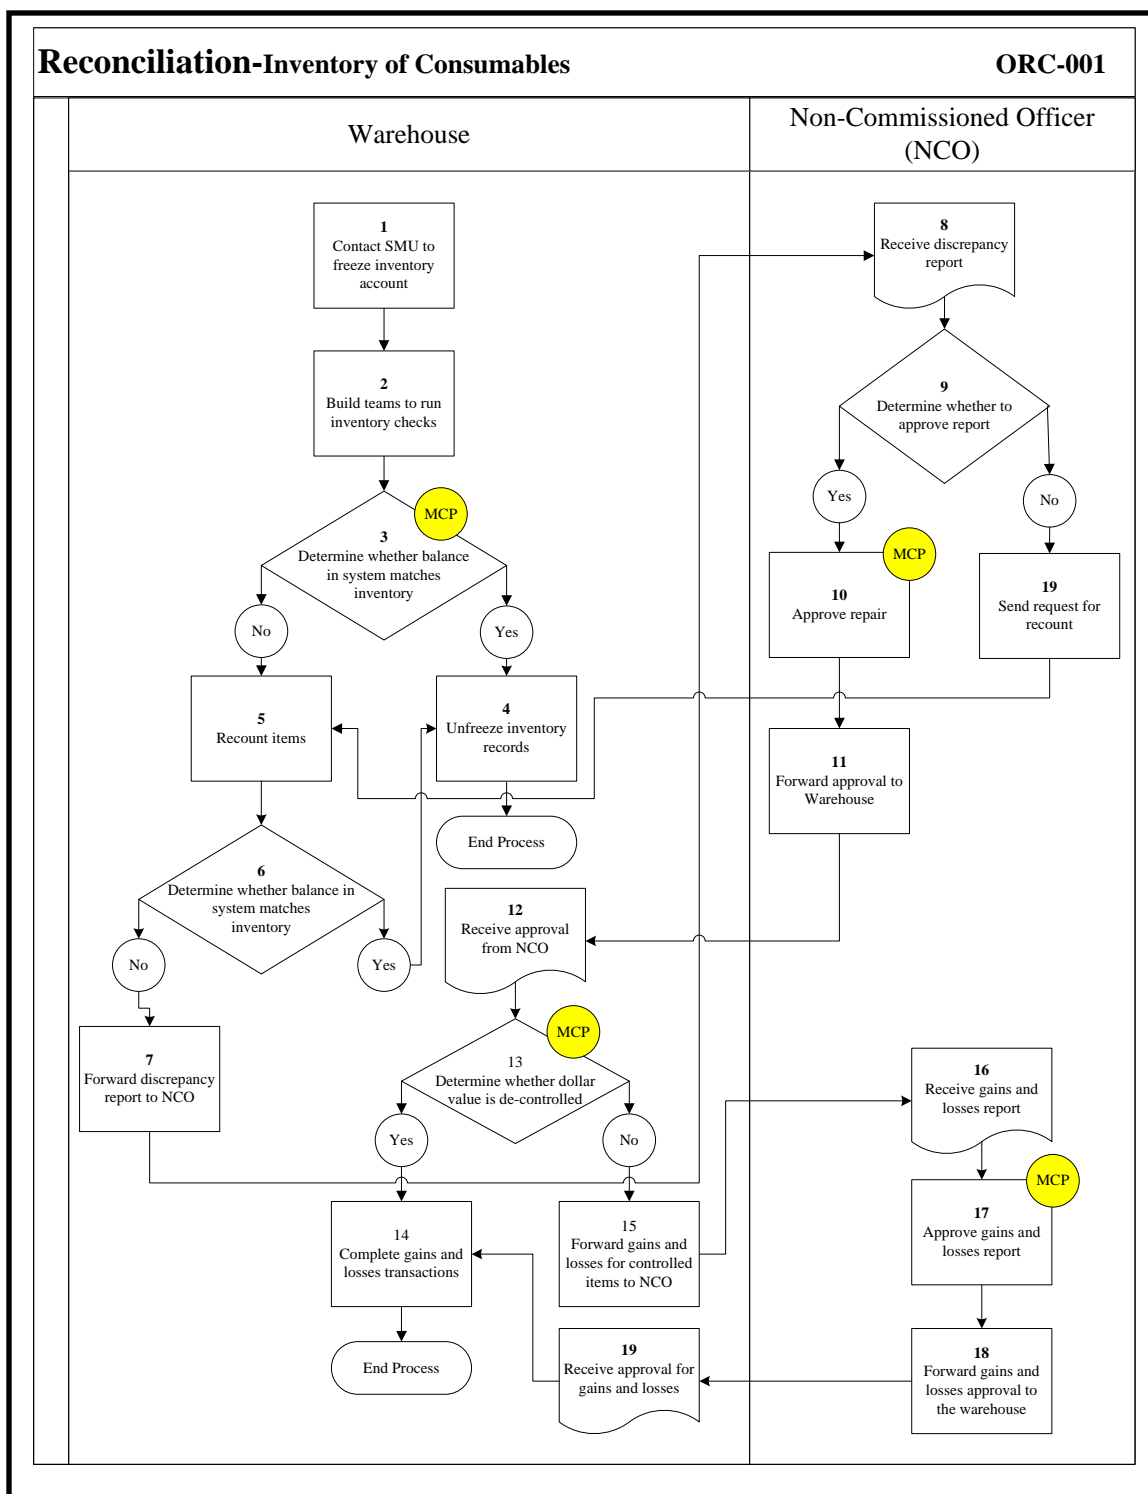 Reconciliation-Inventory of Consumables ORC-001
Warehouse
Non-Commissioned Officer
(NCO)
1
Contact SMU to
freeze inventory
account
2
Build teams to run
inventory checks
MCP
3
Determine whether balance
in system matches
inventory
No
Yes
5
Recount items
4
Unfreeze inventory
records
End Process
6
Determine whether balance in
system matches
inventory
No
Yes
7
Forward discrepancy
report to NCO
8
Receive discrepancy
report
9
Determine whether to
approve report
Yes
No
MCP
10
Approve repair
19
Send request for
recount
11
Forward approval to
Warehouse
12
Receive approval
from NCO
MCP
13
Determine whether dollar
value is de-controlled
Yes
No
14
Complete gains and
losses transactions
End Process
15
Forward gains and
losses for controlled
items to NCO
16
Receive gains and
losses report
MCP
17
Approve gains and
losses report
18
Forward gains and
losses approval to
the warehouse
19
Receive approval for
gains and losses